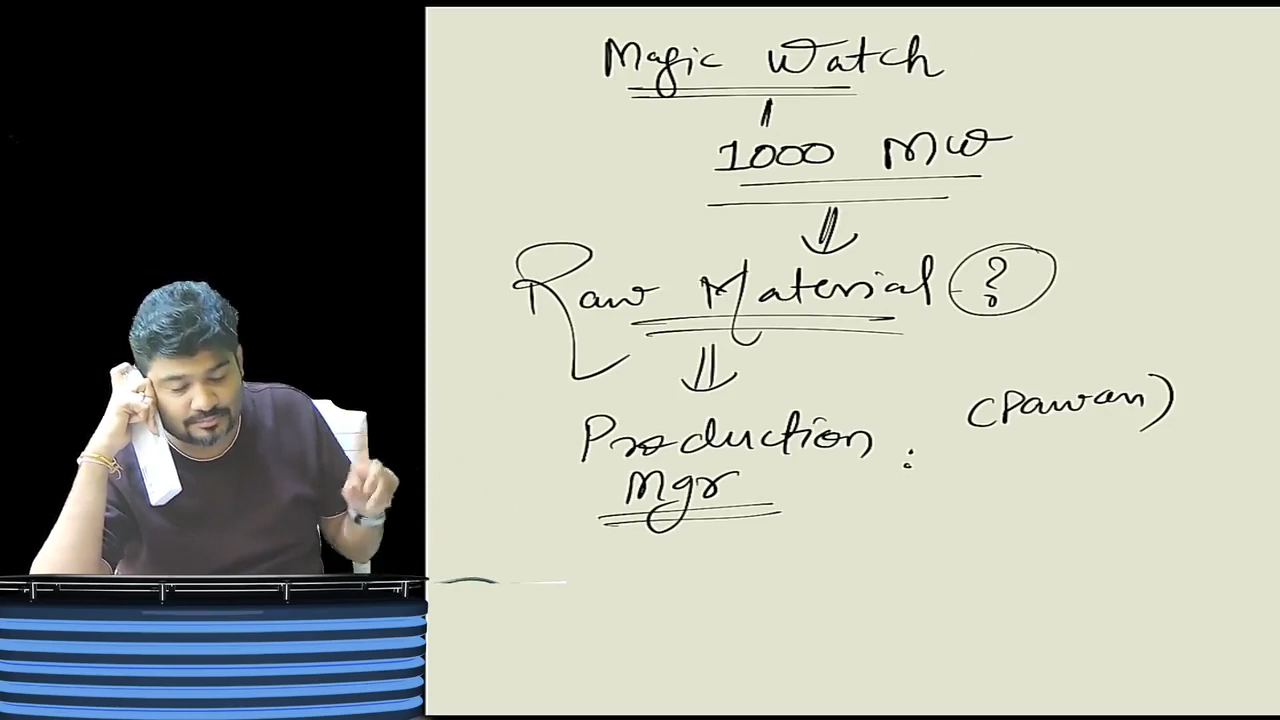 Magic Watch
1000 MW
Raw Material ?
Production : (Pawan)
Mgr